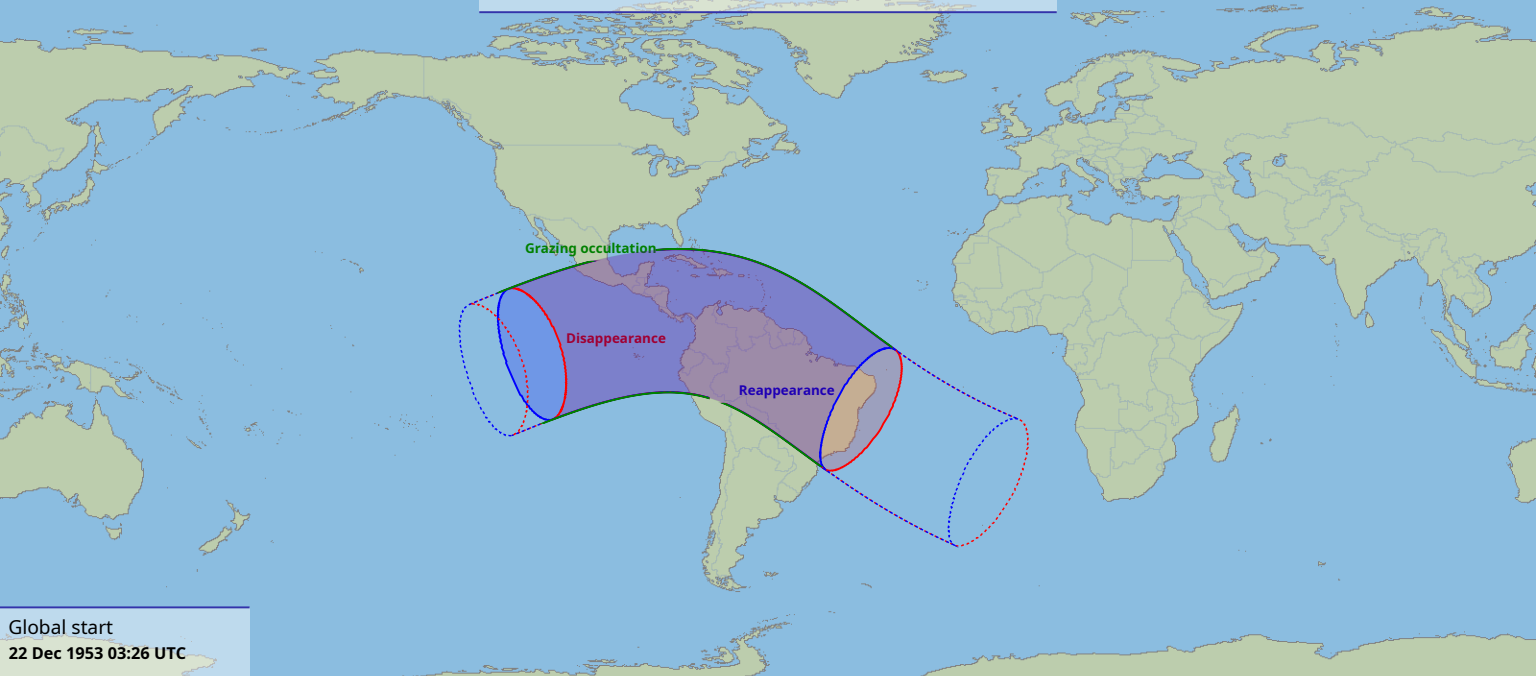 Grazing occultation
Disappearance
Reappearance
Global start
22 Dec 1953 03:26 UTC